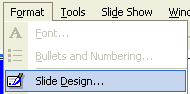 Format Tools Slide Show
Font...
Bullets and Numbering...
Slide Design...